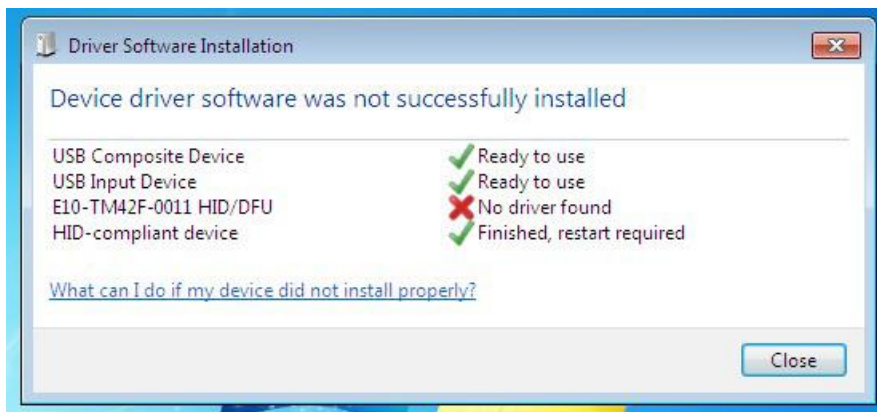 Driver Software Installation
Device driver software was not successfully installed
USB Composite Device Ready to use
USB Input Device Ready to use
E10-TM42F-0011 HID/DFU No driver found
HID-compliant device Finished, restart required
What can I do if my device did not install properly?
Close